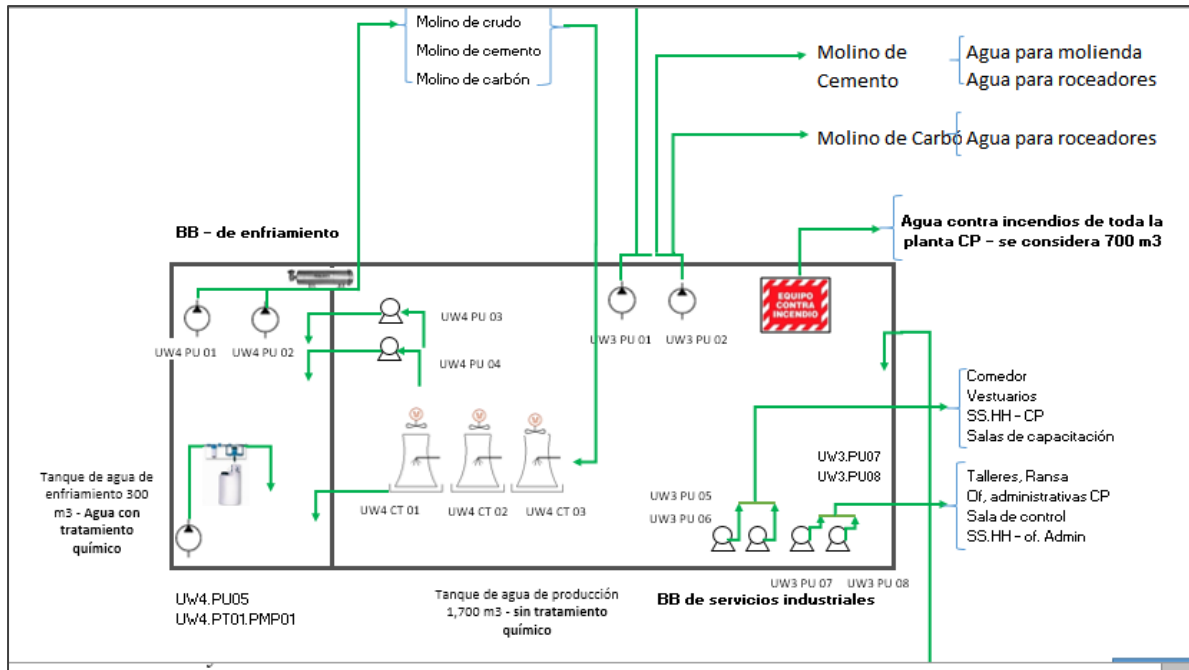 Molino de crudo
Molino de cemento
Molino de carbón
Molino de
Cemento
Agua para molienda
Agua para roceadores
Molino de Carbó
Agua para roceadores
Agua contra incendios de toda la
planta CP – se considera 700 m3
BB – de enfriamiento
EQUIPO
CONTRA
INCENDIO
UW4 PU 01
UW4 PU 02
UW4 PU 03
UW4 PU 04
UW3 PU 01
UW3 PU 02
Comedor
Vestuarios
SS.HH – CP
Salas de capacitación
UW3.PU07
UW3.PU08
Tanque de agua de
enfriamiento 300
m3 - Agua con
tratamiento
químico
UW4 CT 01
UW4 CT 02
UW4 CT 03
UW3 PU 05
UW3 PU 06
Talleres, Ransa
Of, administrativas CP
Sala de control
SS.HH – of. Admin
UW3 PU 07
UW3 PU 08
UW4.PU05
UW4.PT01.PMP01
Tanque de agua de producción
1,700 m3 - sin tratamiento
químico
BB de servicios industriales